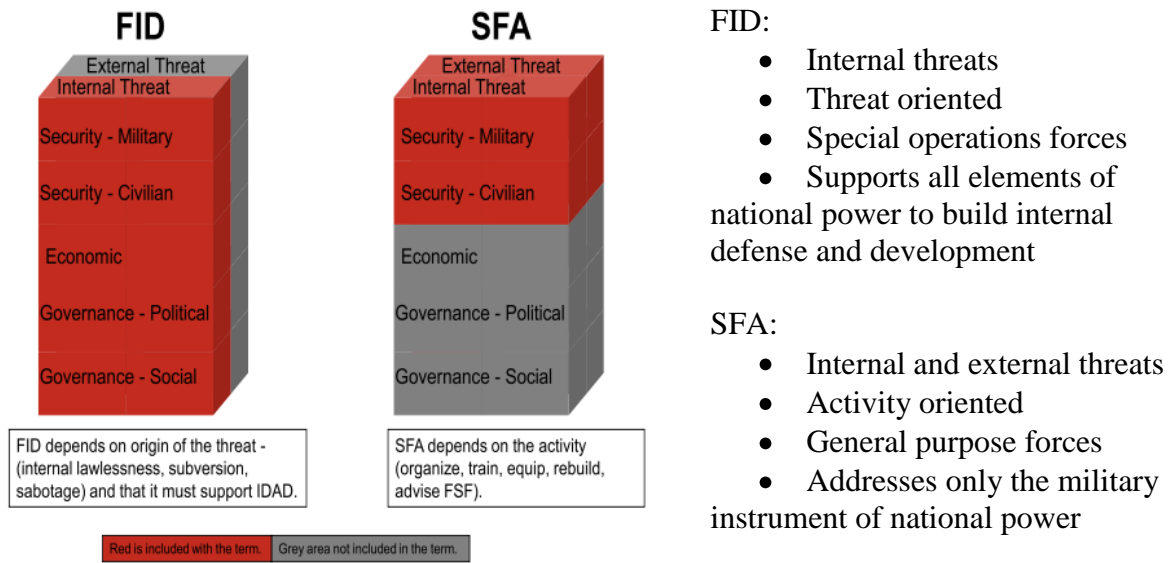 FID
External Threat
Internal Threat
Security - Military
Security - Civilian
Economic
Governance - Political
Governance - Social
FID depends on origin of the threat -
(internal lawlessness, subversion,
sabotage) and that it must support IDAD.
SFA
External Threat
Internal Threat
Security - Military
Security - Civilian
Economic
Governance - Political
Governance - Social
SFA depends on the activity
(organize, train, equip, rebuild,
advise FSF).
Red is included with the term.
Grey area not included in the term.
FID:
• Internal threats
• Threat oriented
• Special operations forces
• Supports all elements of
national power to build internal
defense and development
SFA:
• Internal and external threats
• Activity oriented
• General purpose forces
• Addresses only the military
instrument of national power